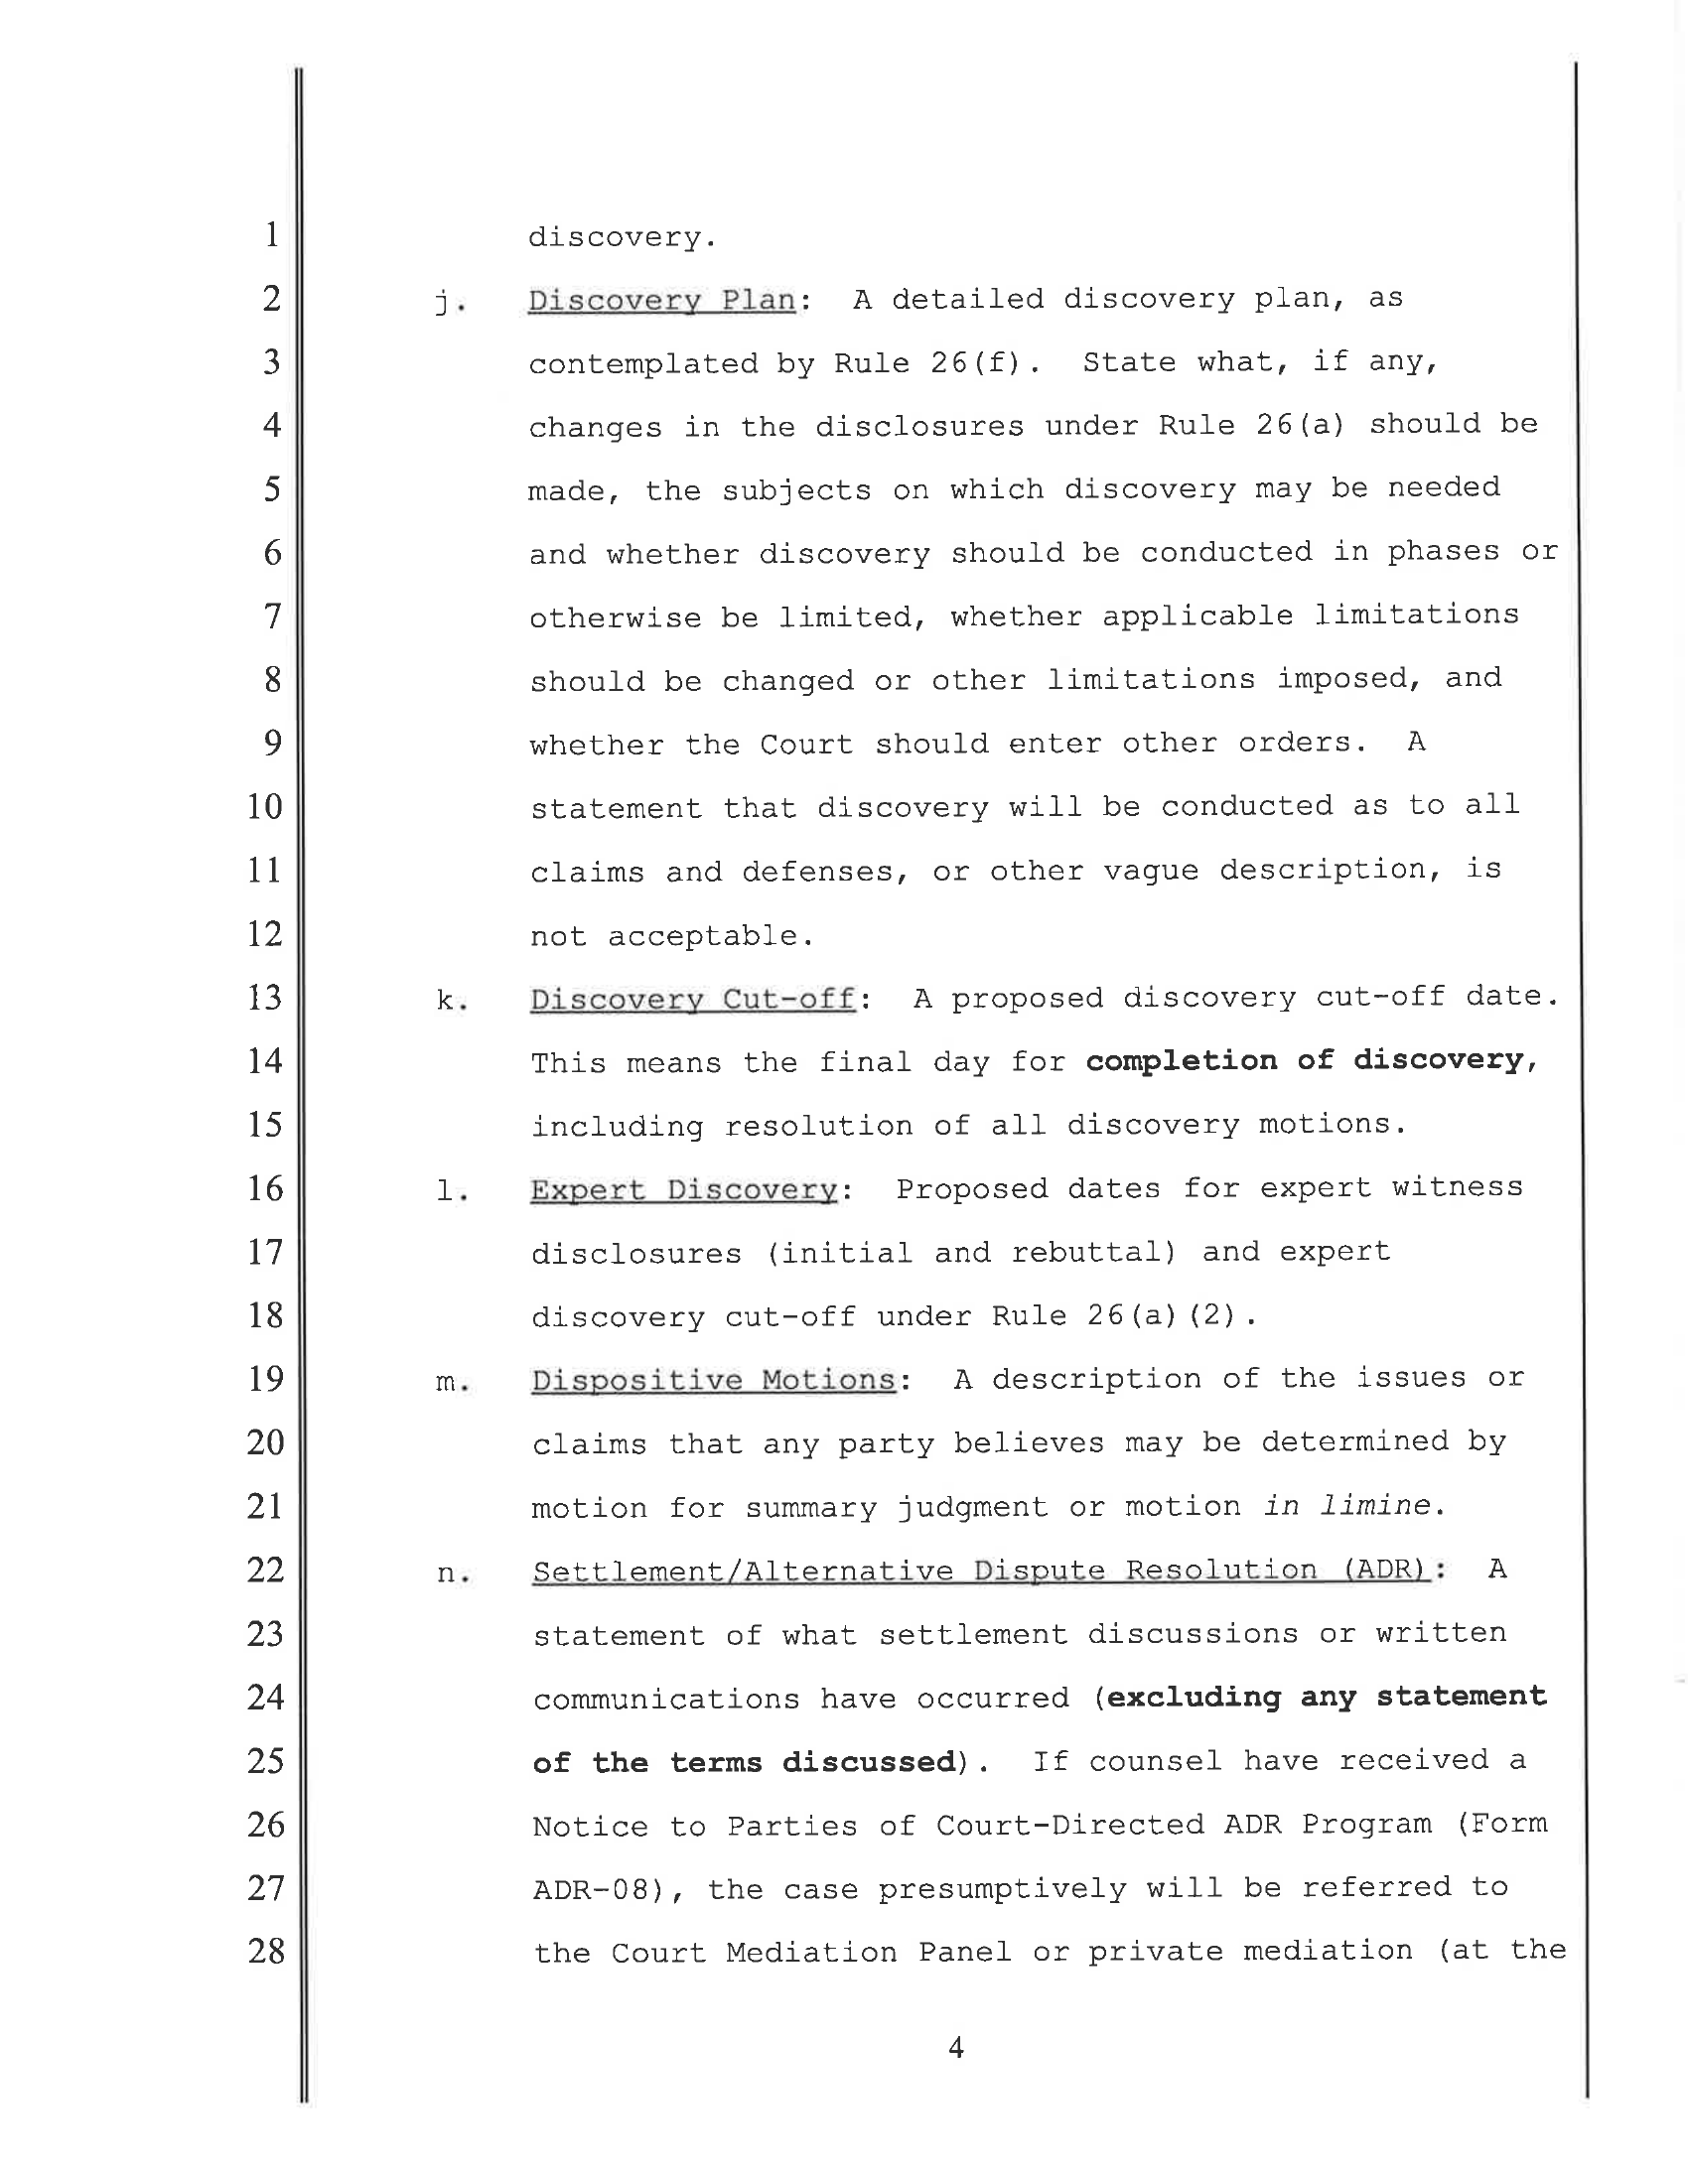 1 discovery.
2 j. Discovery Plan: A detailed discovery plan, as
3 contemplated by Rule 26(f). State what, if any,
4 changes in the disclosures under Rule 26(a) should be
5 made, the subjects on which discovery may be needed
6 and whether discovery should be conducted in phases or
7 otherwise be limited, whether applicable limitations
8 should be changed or other limitations imposed, and
9 whether the Court should enter other orders. A
10 statement that discovery will be conducted as to all
11 claims and defenses, or other vague description, is
12 not acceptable.
13 k. Discovery Cut-off: A proposed discovery cut-off date.
14 This means the final day for completion of discovery,
15 including resolution of all discovery motions.
16 l. Expert Discovery: Proposed dates for expert witness
17 disclosures (initial and rebuttal) and expert
18 discovery cut-off under Rule 26(a)(2).
19 m. Dispositive Motions: A description of the issues or
20 claims that any party believes may be determined by
21 motion for summary judgment or motion in limine.
22 n. Settlement/Alternative Dispute Resolution (ADR): A
23 statement of what settlement discussions or written
24 communications have occurred (excluding any statement
25 of the terms discussed). If counsel have received a
26 Notice to Parties of Court-Directed ADR Program (Form
27 ADR-08), the case presumptively will be referred to
28 the Court Mediation Panel or private mediation (at the
4